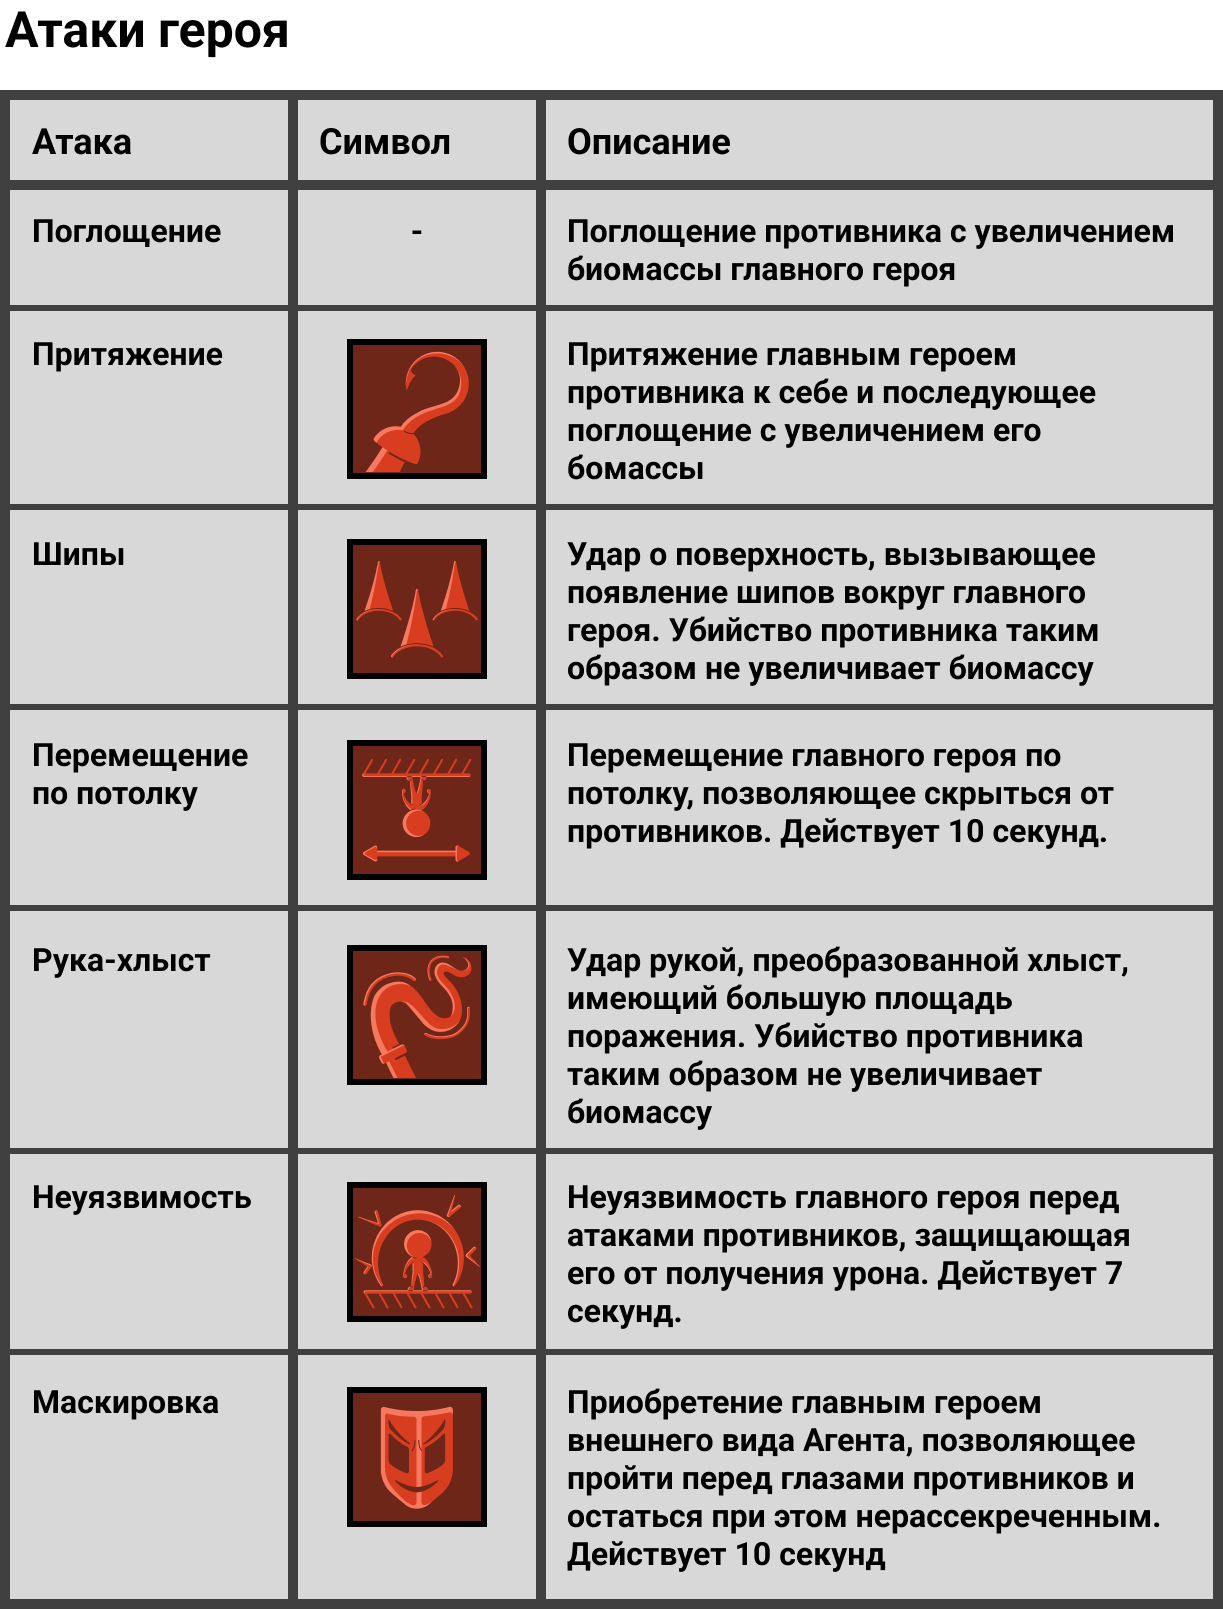 Атаки героя
Атака
Символ
Описание
Поглощение
-
Поглощение противника с увеличением
биомассы главного героя
Притяжение
Притяжение главным героем
противника к себе и последующее
поглощение с увеличением его
бомассы
Шипы
Удар о поверхность, вызывающее
появление шипов вокруг главного
героя. Убийство противника таким
образом не увеличивает биомассу
Перемещение
по потолку
Перемещение главного героя по
потолку, позволяющее скрыться от
противников. Действует 10 секунд.
Рука-хлыст
Удар рукой, преобразованной хлыст,
имеющий большую площадь
поражения. Убийство противника
таким образом не увеличивает
биомассу
Неуязвимость
Неуязвимость главного героя перед
атаками противников, защищающая
его от получения урона. Действует 7
секунд.
Маскировка
Приобретение главным героем
внешнего вида Агента, позволяющее
пройти перед глазами противников и
остаться при этом нерассекреченным.
Действует 10 секунд